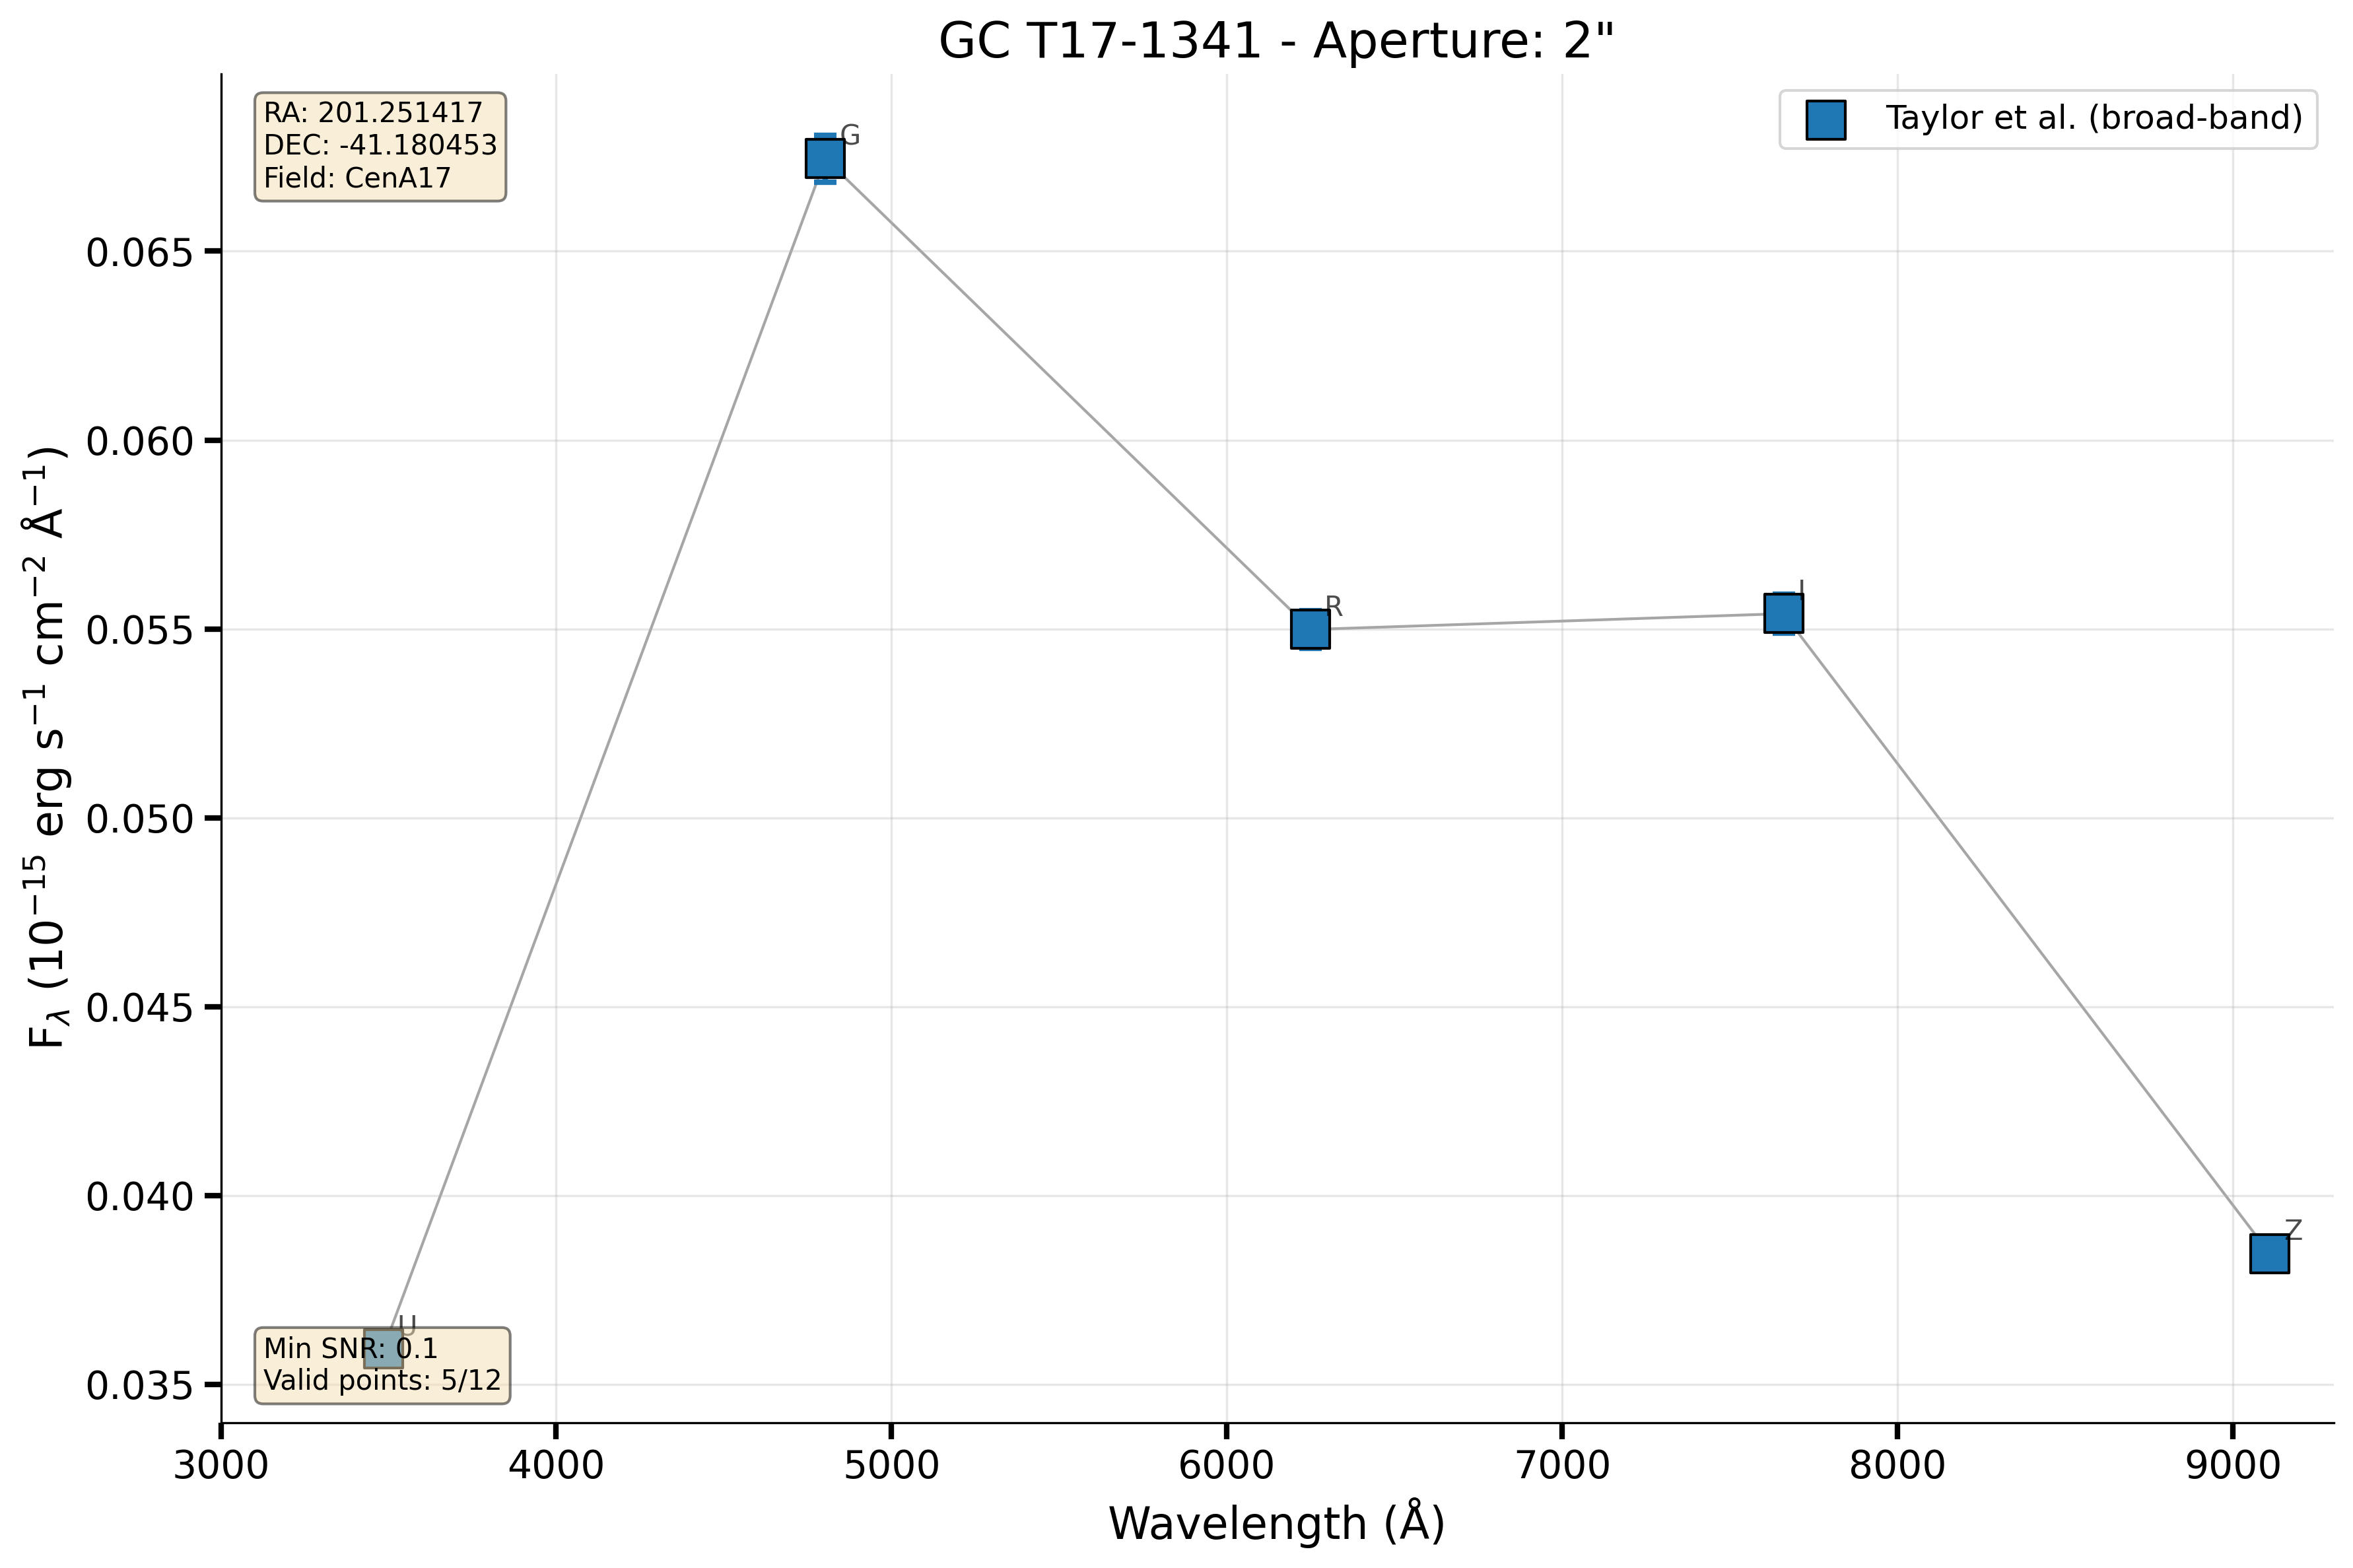 GC T17-1341 - Aperture: 2"
RA: 201.251417
DEC: -41.180453
Field: CenA17
Taylor et al. (broad-band)
G
R
I
Z
U
Min SNR: 0.1
Valid points: 5/12
0.065
0.060
0.055
0.050
0.045
0.040
0.035
F_λ (10⁻¹⁵ erg s⁻¹ cm⁻² Å⁻¹)
3000 4000 5000 6000 7000 8000 9000
Wavelength (Å)